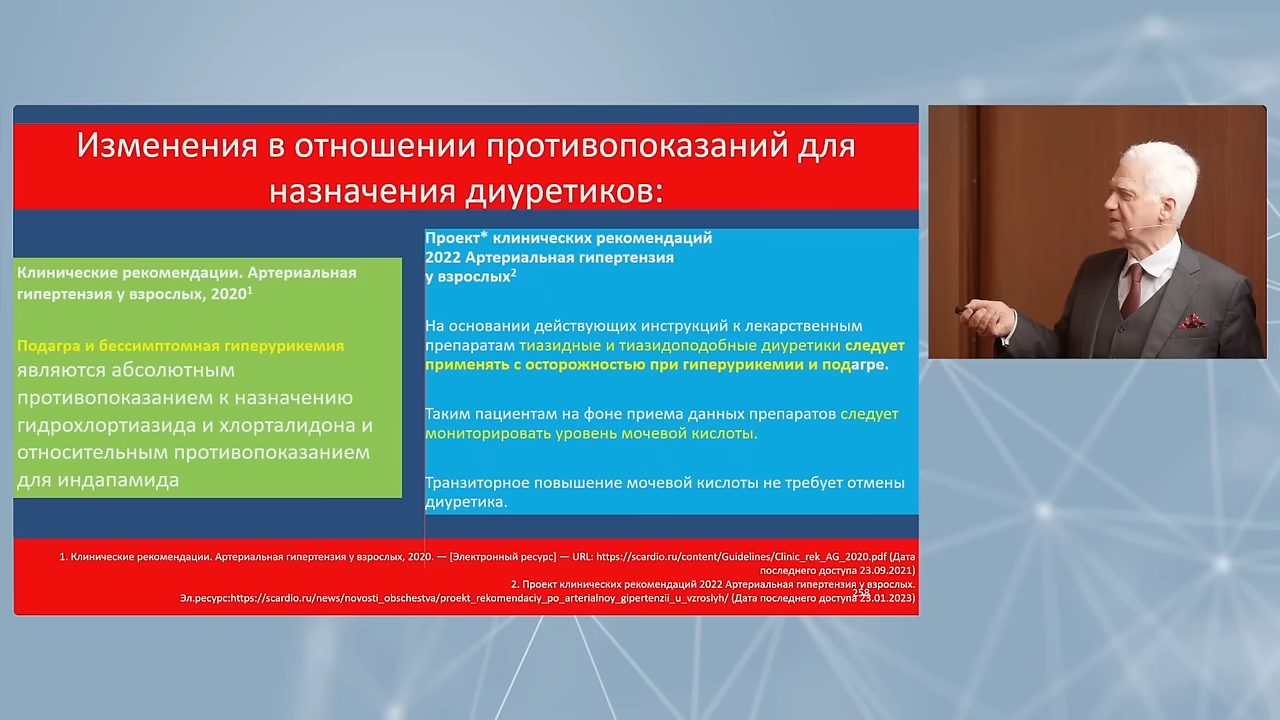 Изменения в отношении противопоказаний для
назначения диуретиков:
Клинические рекомендации. Артериальная
гипертензия у взрослых, 2020¹
Подагра и бессимптомная гиперурикемия
являются абсолютным
противопоказанием к назначению
гидрохлортиазида и хлорталидона и
относительным противопоказанием
для индапамида
Проект* клинических рекомендаций
2022 Артериальная гипертензия
у взрослых²
На основании действующих инструкций к лекарственным
препаратам тиазидные и тиазидоподобные диуретики следует
применять с осторожностью при гиперурикемии и подагре.
Таким пациентам на фоне приема данных препаратов следует
мониторировать уровень мочевой кислоты.
Транзиторное повышение мочевой кислоты не требует отмены
диуретика.
1. Клинические рекомендации. Артериальная гипертензия у взрослых, 2020. — [Электронный ресурс] — URL: https://scardio.ru/content/Guidelines/Clinic_rek_AG_2020.pdf (Дата
последнего доступа 23.09.2021)
2. Проект клинических рекомендаций 2022 Артериальная гипертензия у взрослых.
Эл.ресурс:https://scardio.ru/news/novosti_obschestva/proekt_rekomendaciy_po_arterialnoy_gipertenzii_u_vzroslyh/ (Дата последнего доступа 23.01.2023)
258